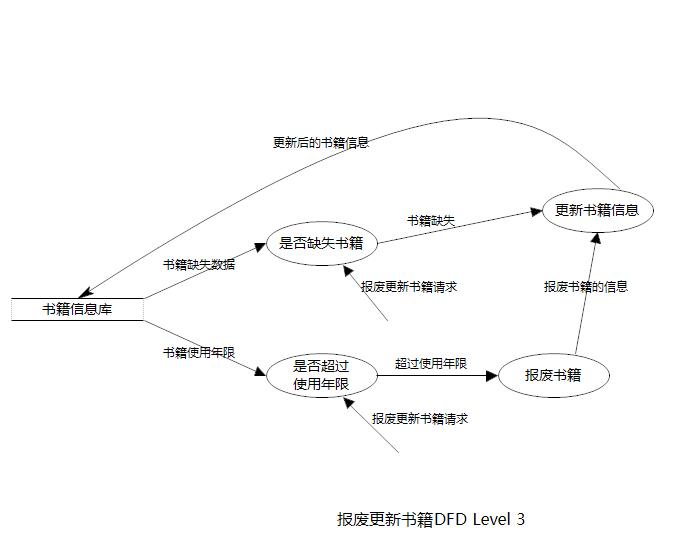 更新后的书籍信息
更新书籍信息
书籍缺失
是否缺失书籍
书籍缺失数据
报废更新书籍请求
报废书籍的信息
书籍信息库
书籍使用年限
是否超过
使用年限
超过使用年限
报废书籍
报废更新书籍请求
报废更新书籍DFD Level 3